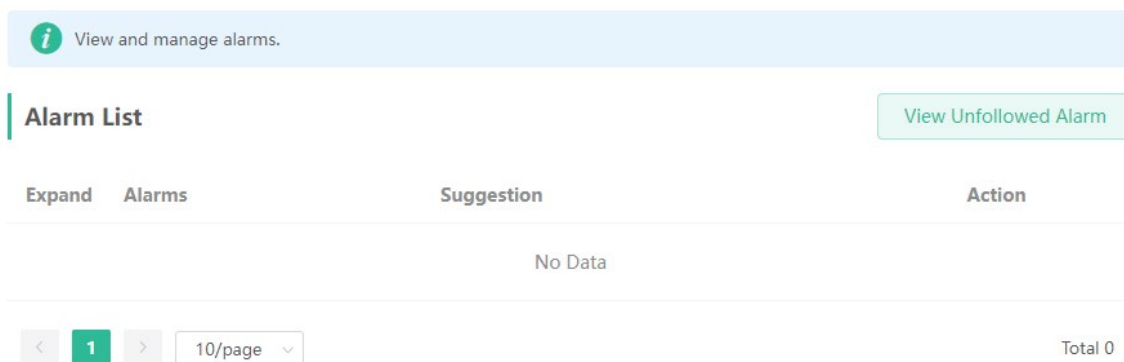 i View and manage alarms.
Alarm List View Unfollowed Alarm
Expand Alarms Suggestion Action
No Data
< 1 > 10/page Total 0